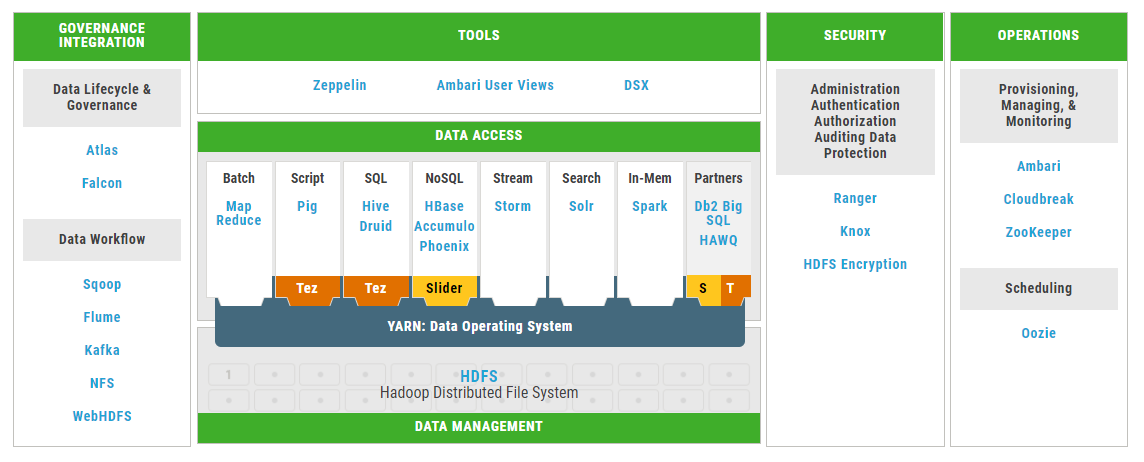 GOVERNANCE
INTEGRATION
Data Lifecycle &
Governance
Atlas
Falcon
Data Workflow
Sqoop
Flume
Kafka
NFS
WebHDFS
TOOLS
Zeppelin
Ambari User Views
DSX
DATA ACCESS
Batch
Map
Reduce
Script
Pig
Tez
SQL
Hive
Druid
Tez
NoSQL
HBase
Accumulo
Phoenix
Slider
Stream
Storm
Search
Solr
In-Mem
Spark
Partners
Db2 Big
SQL
HAWQ
S
T
YARN: Data Operating System
1
HDFS
Hadoop Distributed File System
DATA MANAGEMENT
SECURITY
Administration
Authentication
Authorization
Auditing Data
Protection
Ranger
Knox
HDFS Encryption
OPERATIONS
Provisioning,
Managing, &
Monitoring
Ambari
Cloudbreak
ZooKeeper
Scheduling
Oozie